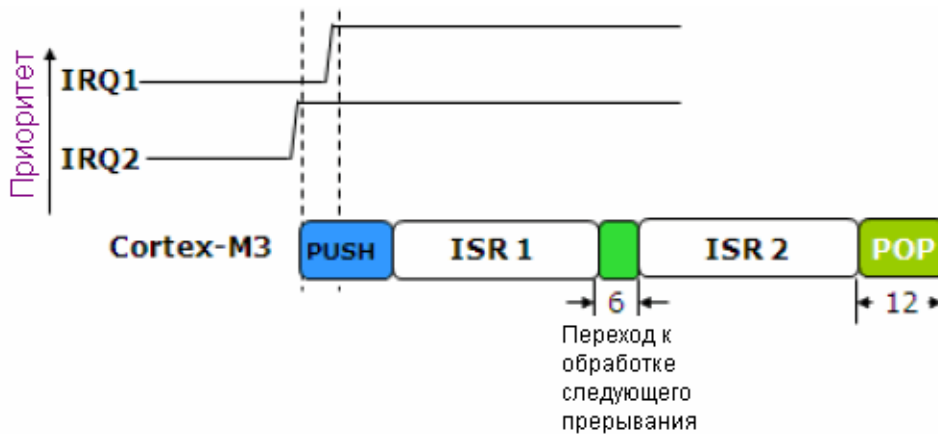 Приоритет
IRQ1
IRQ2
Cortex-M3 PUSH ISR 1 ISR 2 POP
6 12
Переход к
обработке
следующего
прерывания